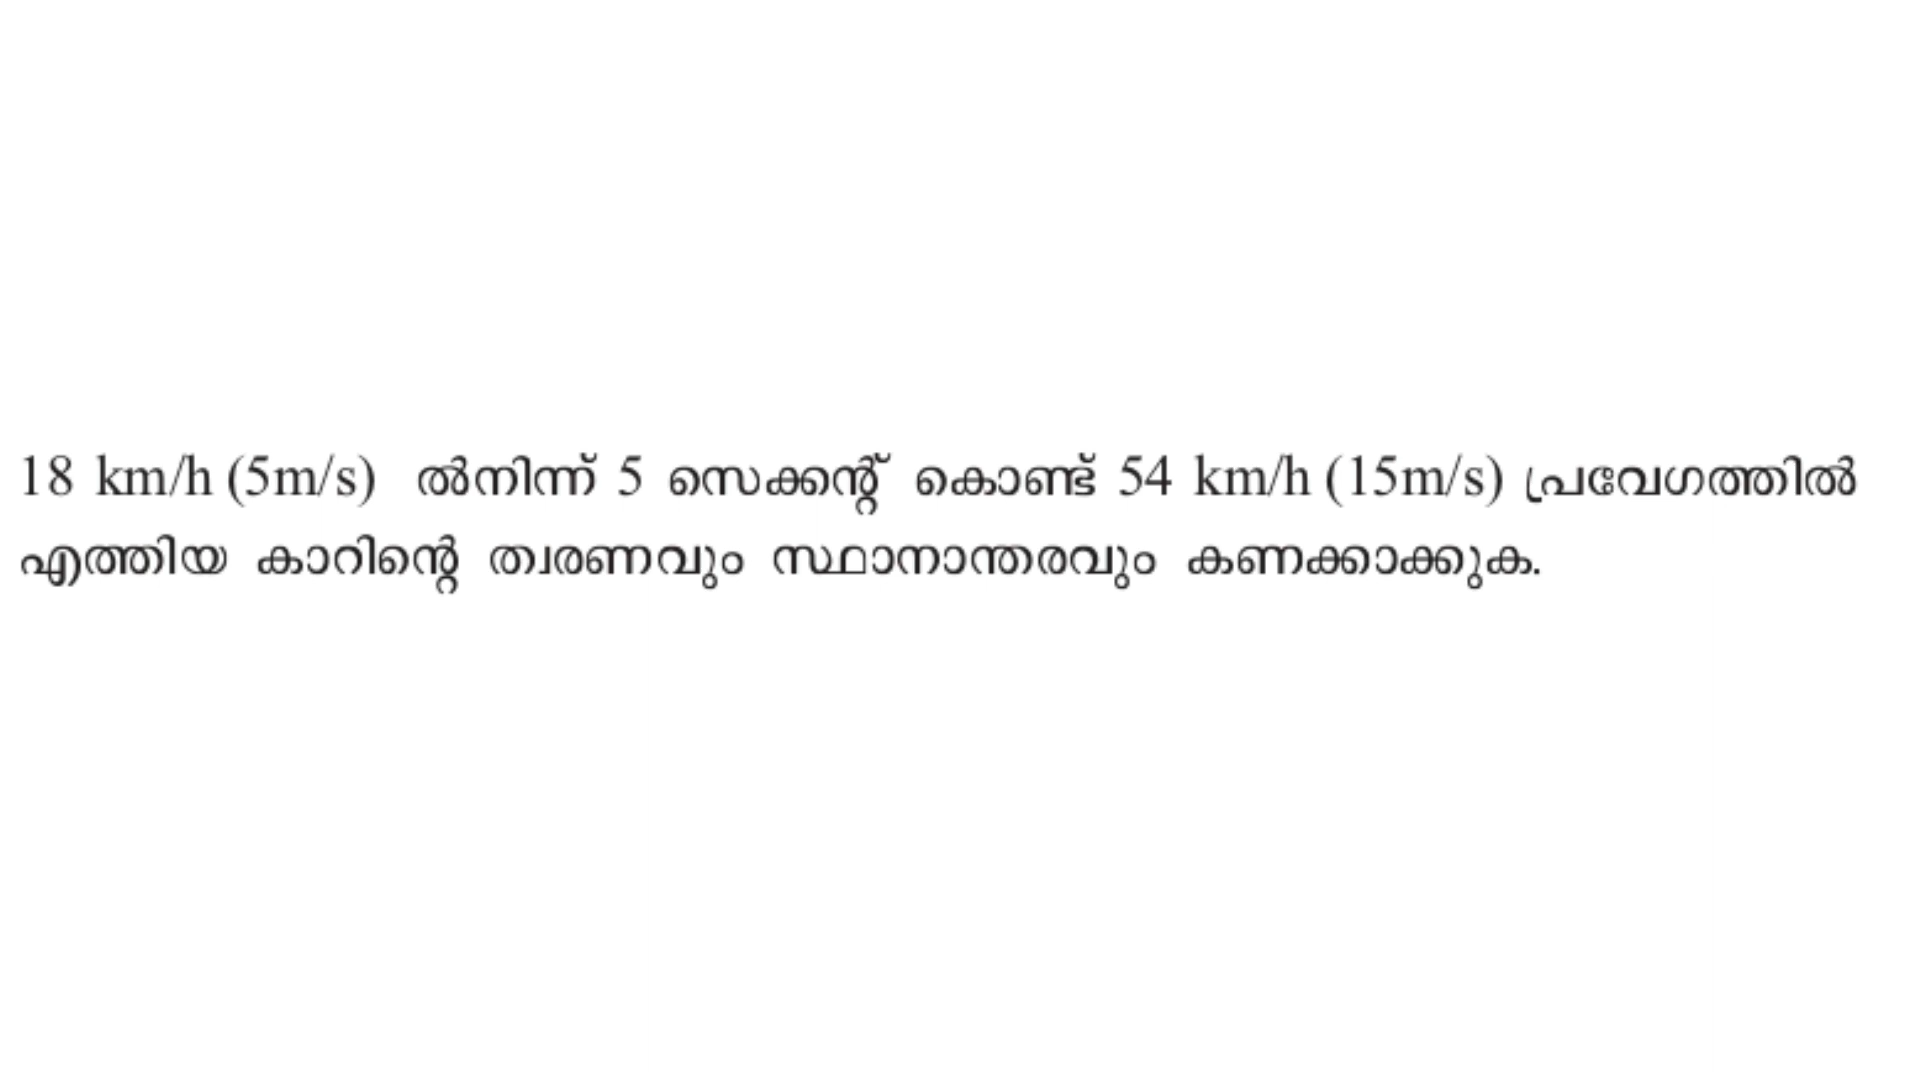 18 km/h (5m/s) ൽനിന്ന് 5 സെക്കന്റ് കൊണ്ട് 54 km/h (15m/s) പ്രവേഗത്തിൽ
എത്തിയ കാറിന്റെ ത്വരണവും സ്ഥാനാന്തരവും കണക്കാക്കുക.